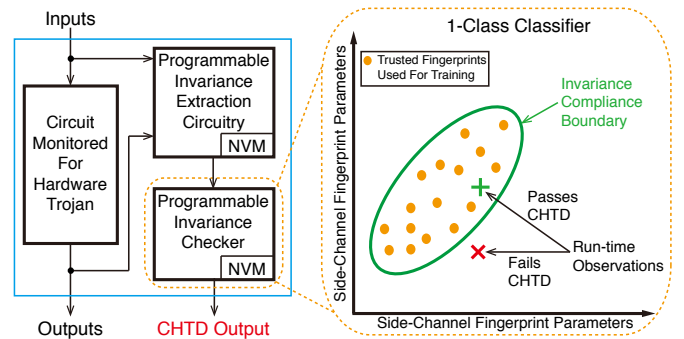 Inputs
Circuit
Monitored
For
Hardware
Trojan
Programmable
Invariance
Extraction
Circuitry
NVM
Programmable
Invariance
Checker
NVM
Outputs
CHTD Output
1-Class Classifier
Trusted Fingerprints
Used For Training
Invariance
Compliance
Boundary
Passes
CHTD
Run-time
Observations
Fails
CHTD
Side-Channel Fingerprint Parameters
Side-Channel Fingerprint Parameters